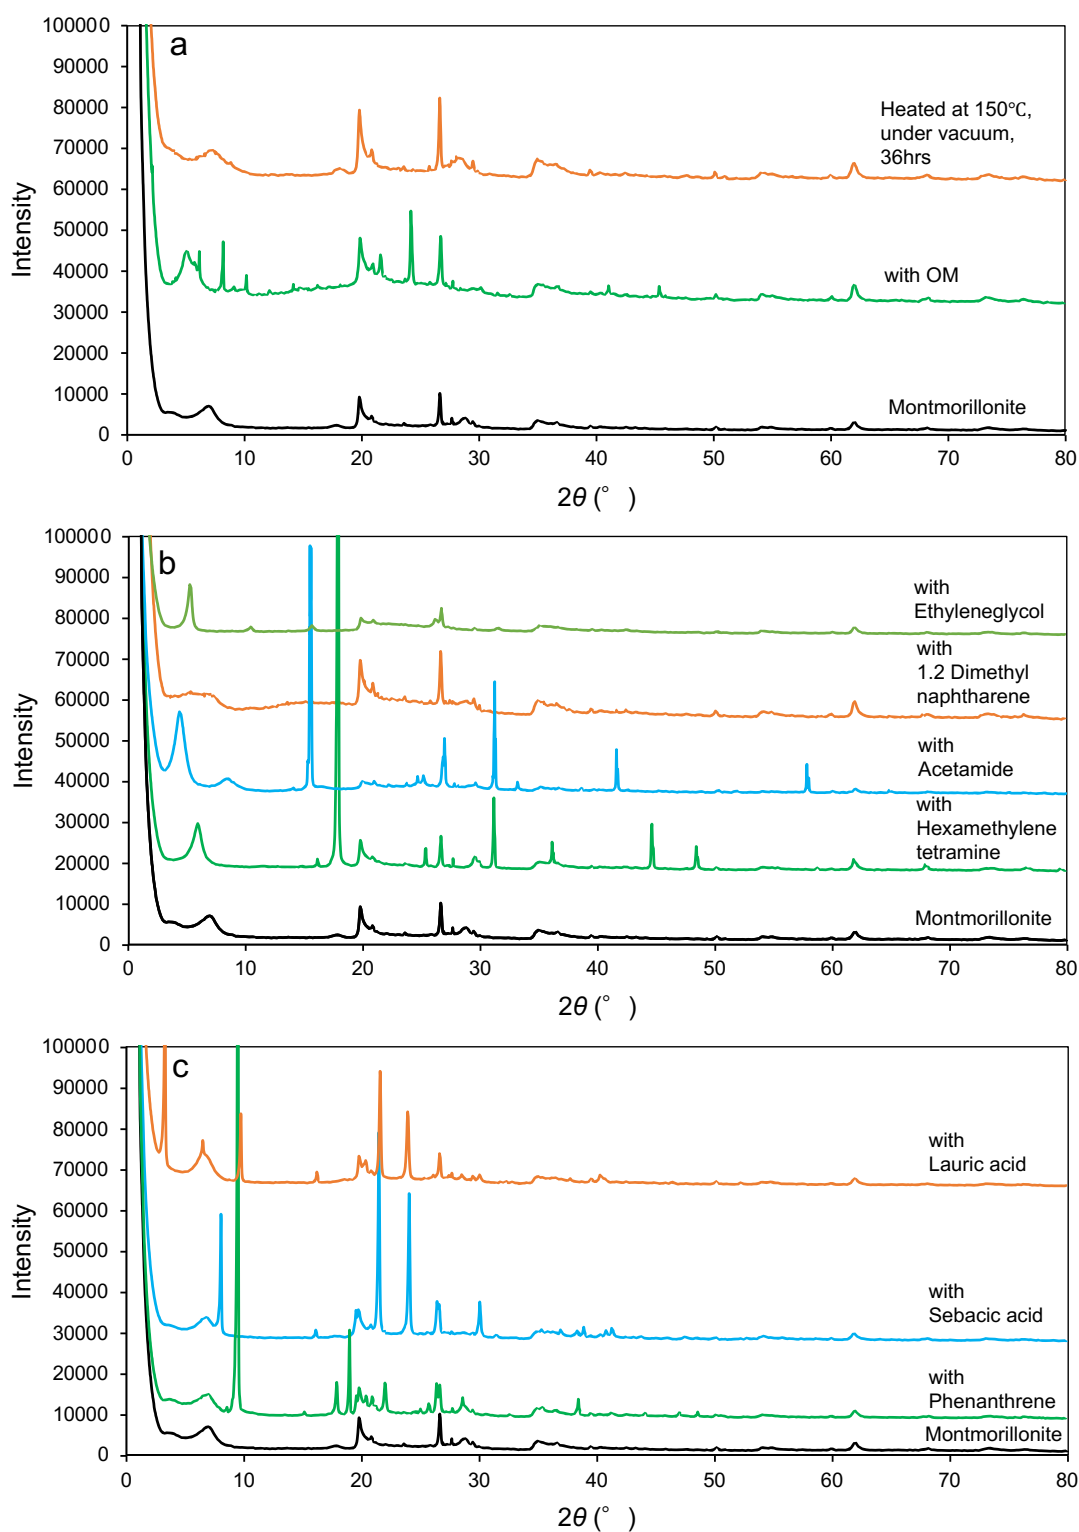 a
100000
90000
80000
70000
60000
50000
40000
30000
20000
10000
0
Intensity
Heated at 150℃,
under vacuum,
36hrs
with OM
Montmorillonite
0 10 20 30 40 50 60 70 80
2θ (° )
b
100000
90000
80000
70000
60000
50000
40000
30000
20000
10000
0
Intensity
with
Ethyleneglycol
with
1.2 Dimethyl
naphtharene
with
Acetamide
with
Hexamethylene
tetramine
Montmorillonite
0 10 20 30 40 50 60 70 80
2θ (° )
c
100000
90000
80000
70000
60000
50000
40000
30000
20000
10000
0
Intensity
with
Lauric acid
with
Sebacic acid
with
Phenanthrene
Montmorillonite
0 10 20 30 40 50 60 70 80
2θ (° )